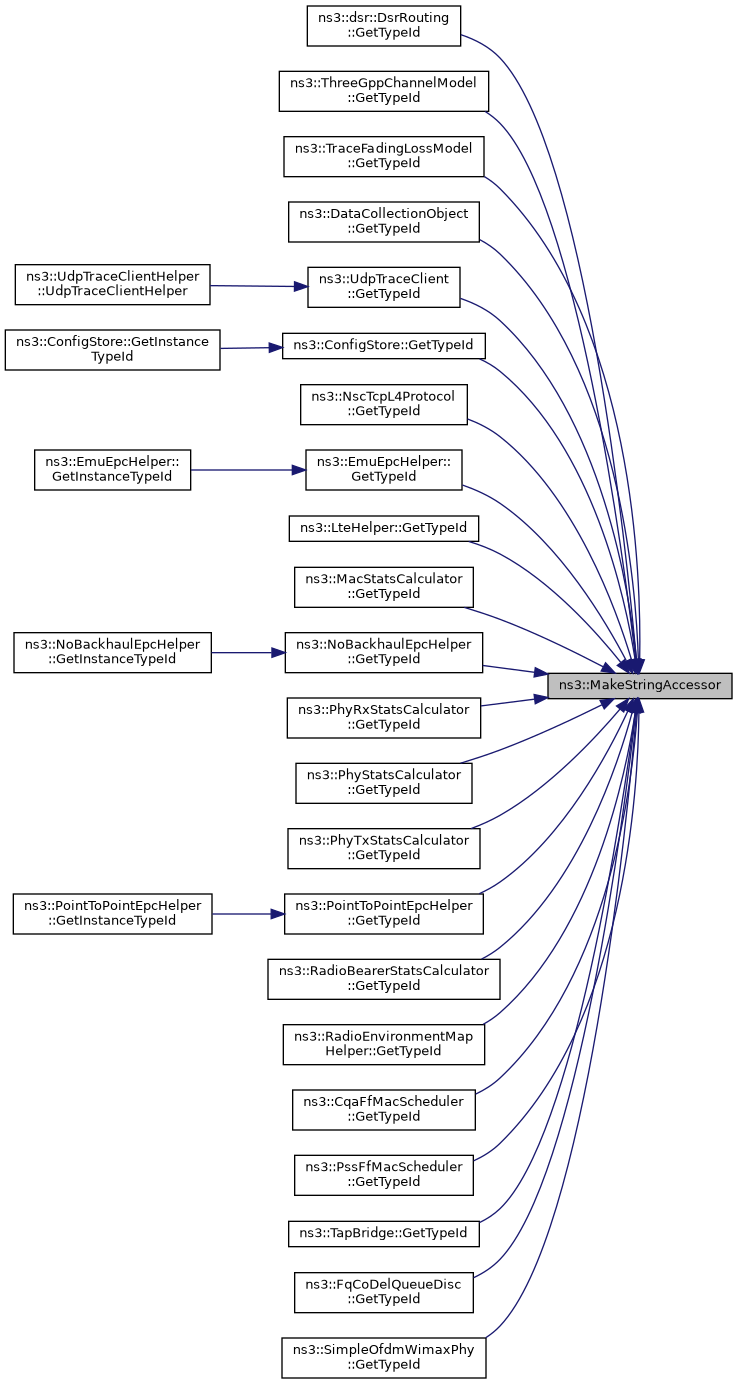 ns3::dsr::DsrRouting
::GetTypeId
ns3::ThreeGppChannelModel
::GetTypeId
ns3::TraceFadingLossModel
::GetTypeId
ns3::DataCollectionObject
::GetTypeId
ns3::UdpTraceClientHelper
::UdpTraceClientHelper
ns3::UdpTraceClient
::GetTypeId
ns3::ConfigStore::GetInstance
TypeId
ns3::ConfigStore::GetTypeId
ns3::NscTcpL4Protocol
::GetTypeId
ns3::EmuEpcHelper::
GetInstanceTypeId
ns3::EmuEpcHelper::
GetTypeId
ns3::LteHelper::GetTypeId
ns3::MacStatsCalculator
::GetTypeId
ns3::NoBackhaulEpcHelper
::GetInstanceTypeId
ns3::NoBackhaulEpcHelper
::GetTypeId
ns3::MakeStringAccessor
ns3::PhyRxStatsCalculator
::GetTypeId
ns3::PhyStatsCalculator
::GetTypeId
ns3::PhyTxStatsCalculator
::GetTypeId
ns3::PointToPointEpcHelper
::GetInstanceTypeId
ns3::PointToPointEpcHelper
::GetTypeId
ns3::RadioBearerStatsCalculator
::GetTypeId
ns3::RadioEnvironmentMap
Helper::GetTypeId
ns3::CqaFfMacScheduler
::GetTypeId
ns3::PssFfMacScheduler
::GetTypeId
ns3::TapBridge::GetTypeId
ns3::FqCoDelQueueDisc
::GetTypeId
ns3::SimpleOfdmWimaxPhy
::GetTypeId